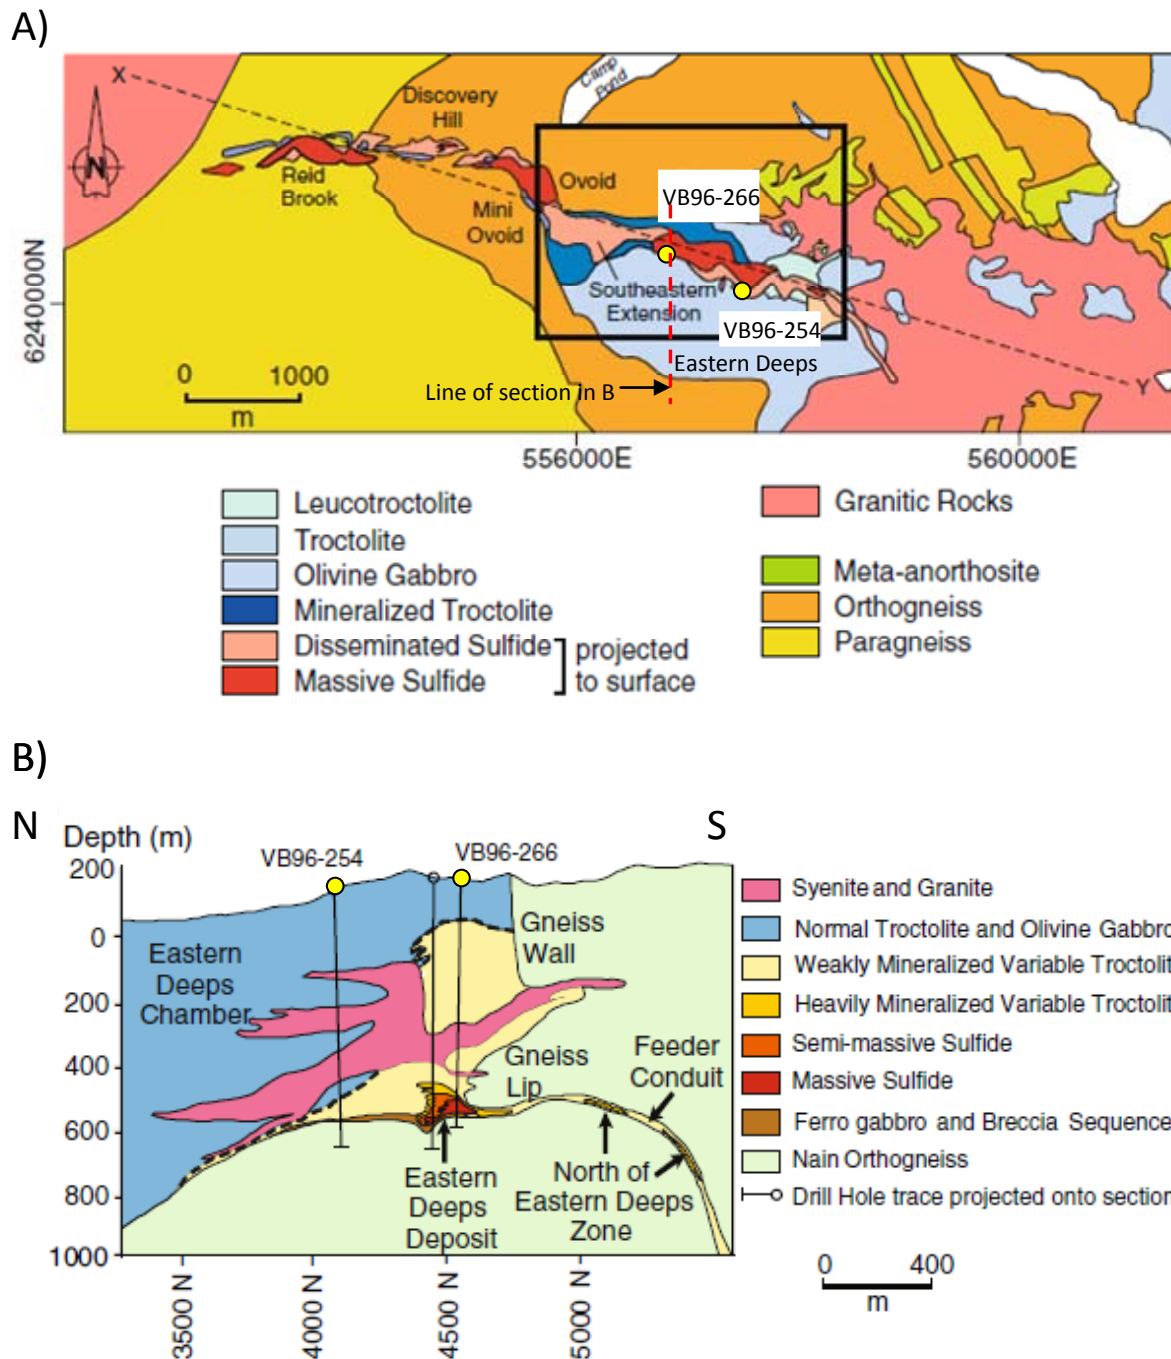 A)
X
N
Camp
Pond
Discovery
Hill
Reid
Brook
Ovoid
VB96-266
Mini
Ovoid
Southeastern
Extension
VB96-254
Eastern Deeps
Line of section in B
Y
6240000N
0 1000
m
556000E
560000E
Leucotroctolite
Troctolite
Olivine Gabbro
Mineralized Troctolite
Disseminated Sulfide
Massive Sulfide
projected
to surface
Granitic Rocks
Meta-anorthosite
Orthogneiss
Paragneiss
B)
N
S
Depth (m)
VB96-254
VB96-266
200
0
200
400
600
800
1000
Eastern
Deeps
Chamber
Gneiss
Wall
Gneiss
Lip
Feeder
Conduit
Eastern
Deeps
Deposit
North of
Eastern Deeps
Zone
3500 N
4000 N
4500 N
5000 N
Syenite and Granite
Normal Troctolite and Olivine Gabbro
Weakly Mineralized Variable Troctolit
Heavily Mineralized Variable Troctolit
Semi-massive Sulfide
Massive Sulfide
Ferro gabbro and Breccia Sequence
Nain Orthogneiss
Drill Hole trace projected onto section
0 400
m